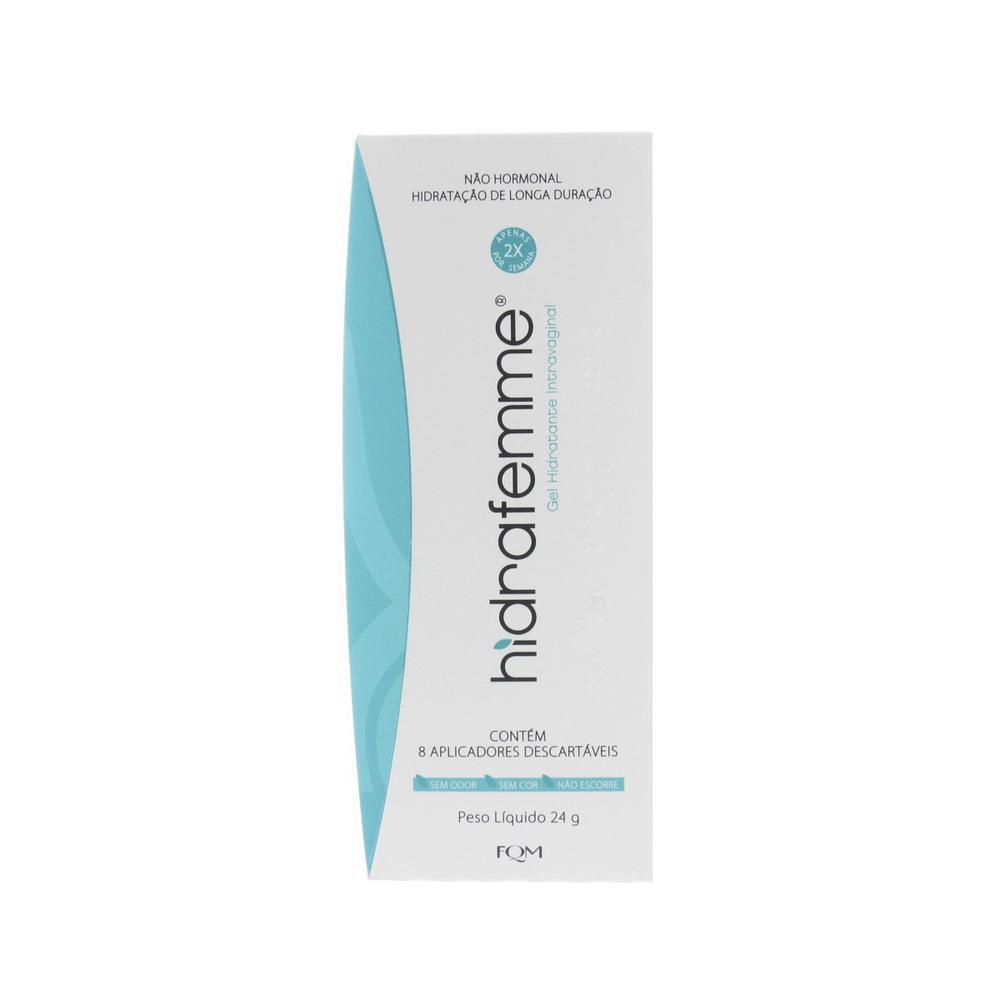 NÃO HORMONAL
HIDRATAÇÃO DE LONGA DURAÇÃO
APENAS
2X
POR SEMANA
hidrafemme®
Gel Hidratante Intravaginal
CONTÉM
8 APLICADORES DESCARTÁVEIS
SEM ODOR SEM COR NÃO ESCORRE
Peso Líquido 24 g
FQM